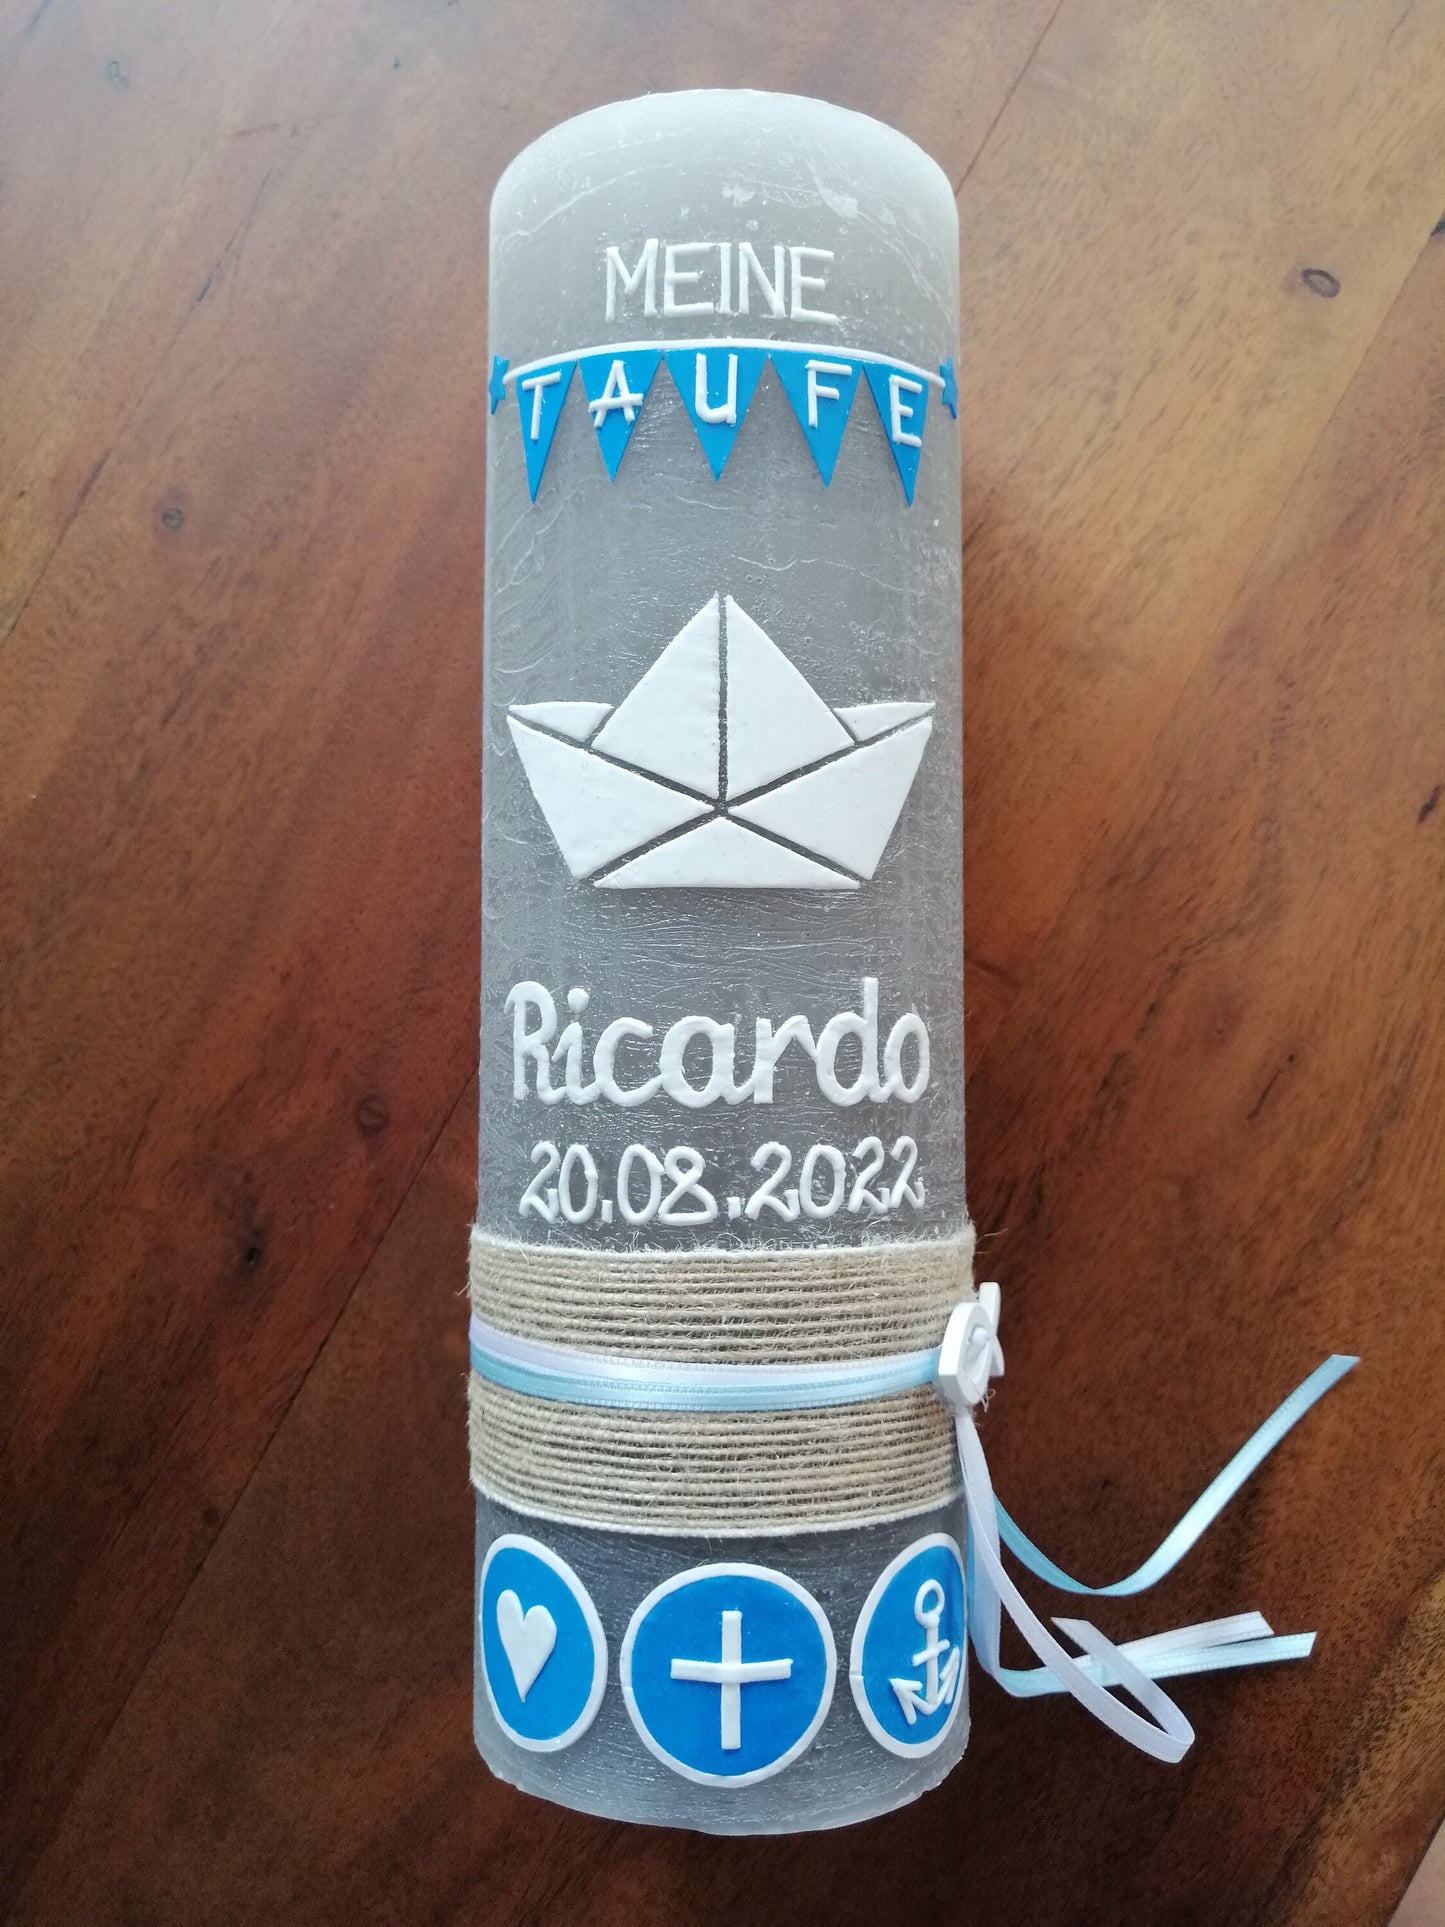 MEINE
TAUFE
Ricardo
20.08.2022